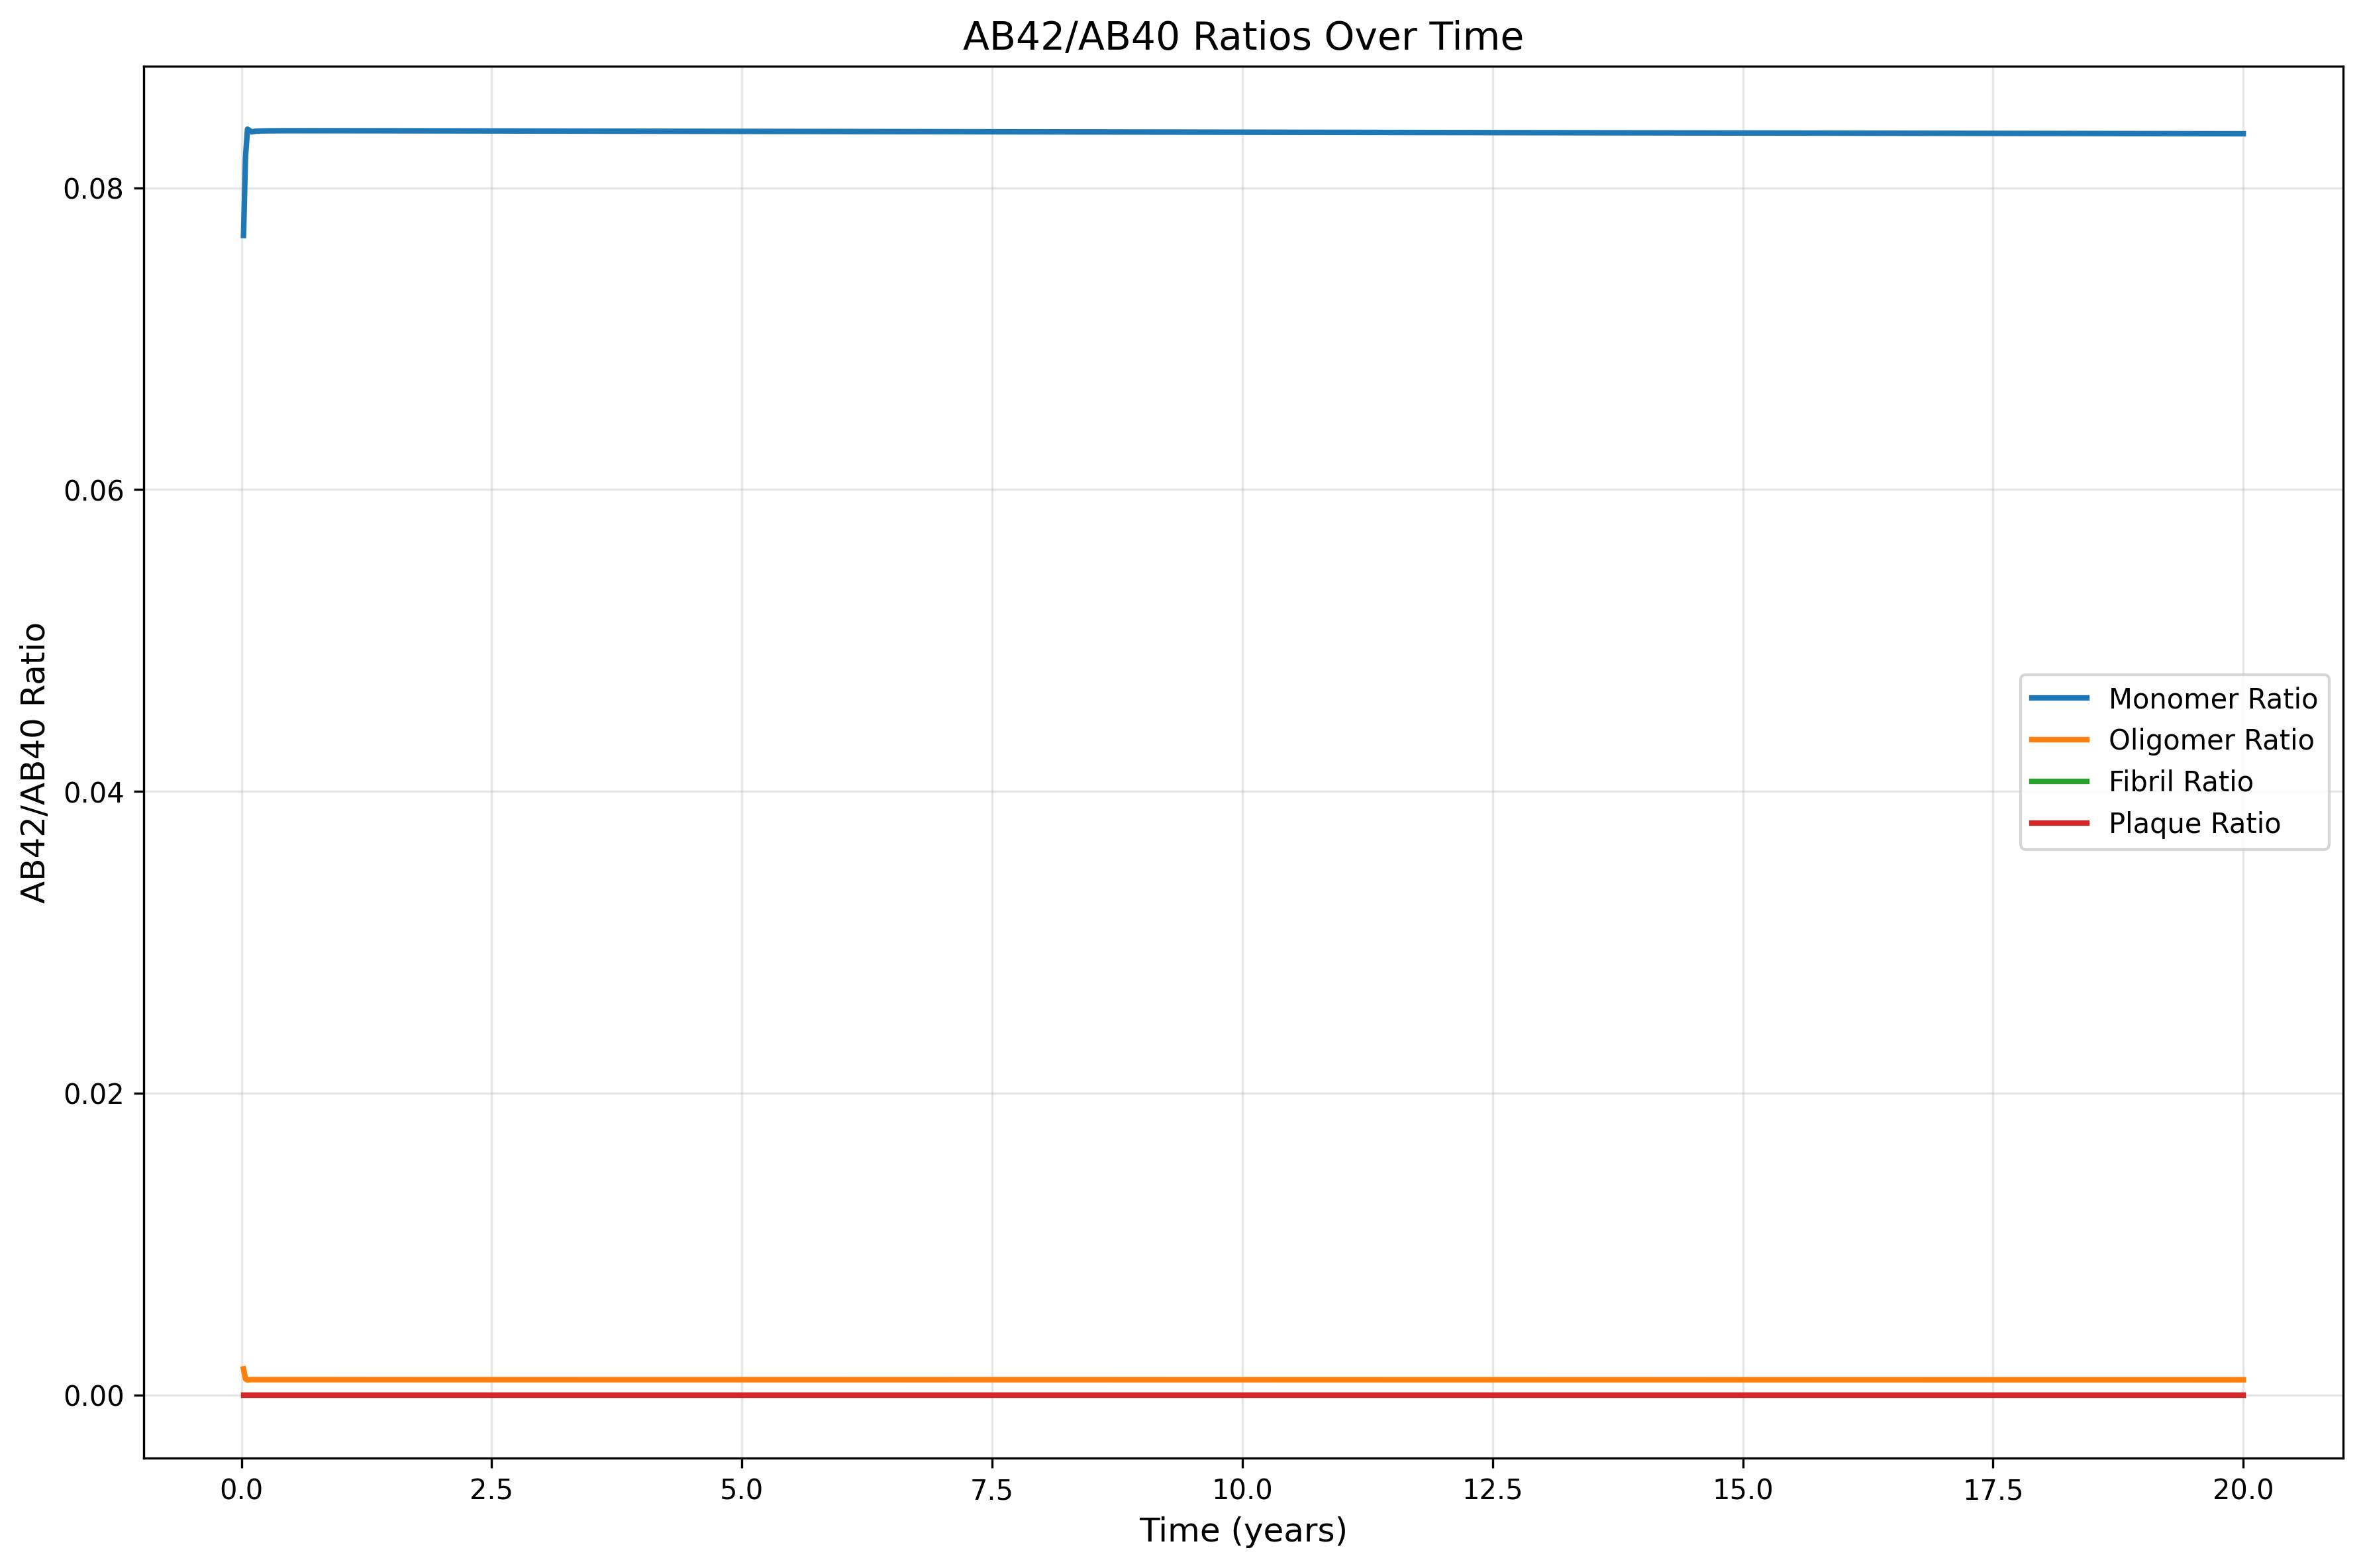 AB42/AB40 Ratios Over Time
AB42/AB40 Ratio
0.08
0.06
0.04
0.02
0.00
Monomer Ratio
Oligomer Ratio
Fibril Ratio
Plaque Ratio
0.0 2.5 5.0 7.5 10.0 12.5 15.0 17.5 20.0
Time (years)